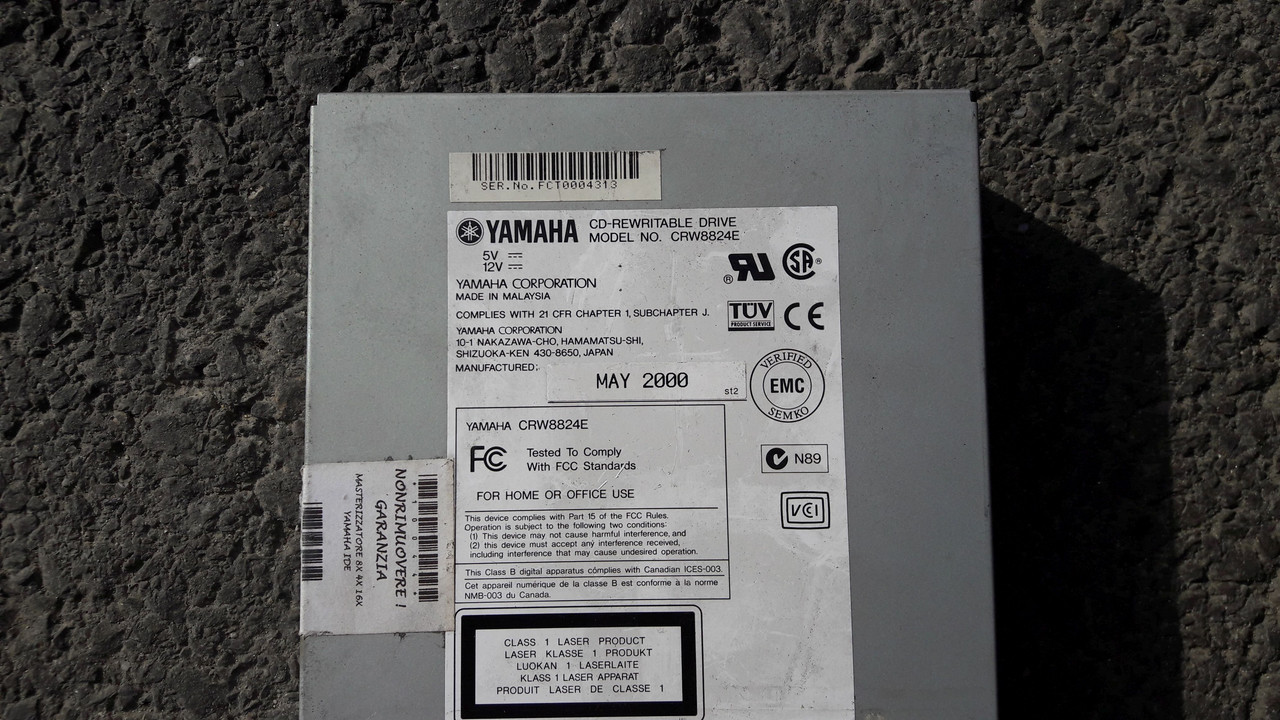 SER.No.FCT0004313
YAMAHA
CD-REWRITABLE DRIVE
MODEL NO. CRW8824E
5V
12V
YAMAHA CORPORATION
MADE IN MALAYSIA
COMPLIES WITH 21 CFR CHAPTER 1, SUBCHAPTER J.
YAMAHA CORPORATION
10-1 NAKAZAWA-CHO, HAMAMATSU-SHI,
SHIZUOKA-KEN 430-8650, JAPAN
MANUFACTURED:
MAY 2000
st2
SA
TÜV
PRODUCT SERVICE
CE
VERIFIED
EMC
SEMKO
N89
VCI
YAMAHA CRW8824E
FC
Tested To Comply
With FCC Standards
FOR HOME OR OFFICE USE
This device complies with Part 15 of the FCC Rules.
Operation is subject to the following two conditions:
(1) This device may not cause harmful interference, and
(2) this device must accept any interference received,
including interference that may cause undesired operation.
This Class B digital apparatus cómplies with Canadian ICES-003.
Cet appareil numérique de la classe B est conforme à la norme
NMB-003 du Canada.
CLASS 1 LASER PRODUCT
LASER KLASSE 1 PRODUKT
LUOKAN 1 LASERLAITE
KLASS 1 LASER APPARAT
PRODUIT LASER DE CLASSE 1
NON RIMUOVERE !
GARANZIA
MASTERIZZATORE 8X 4X 16X
YAMAHA IDE